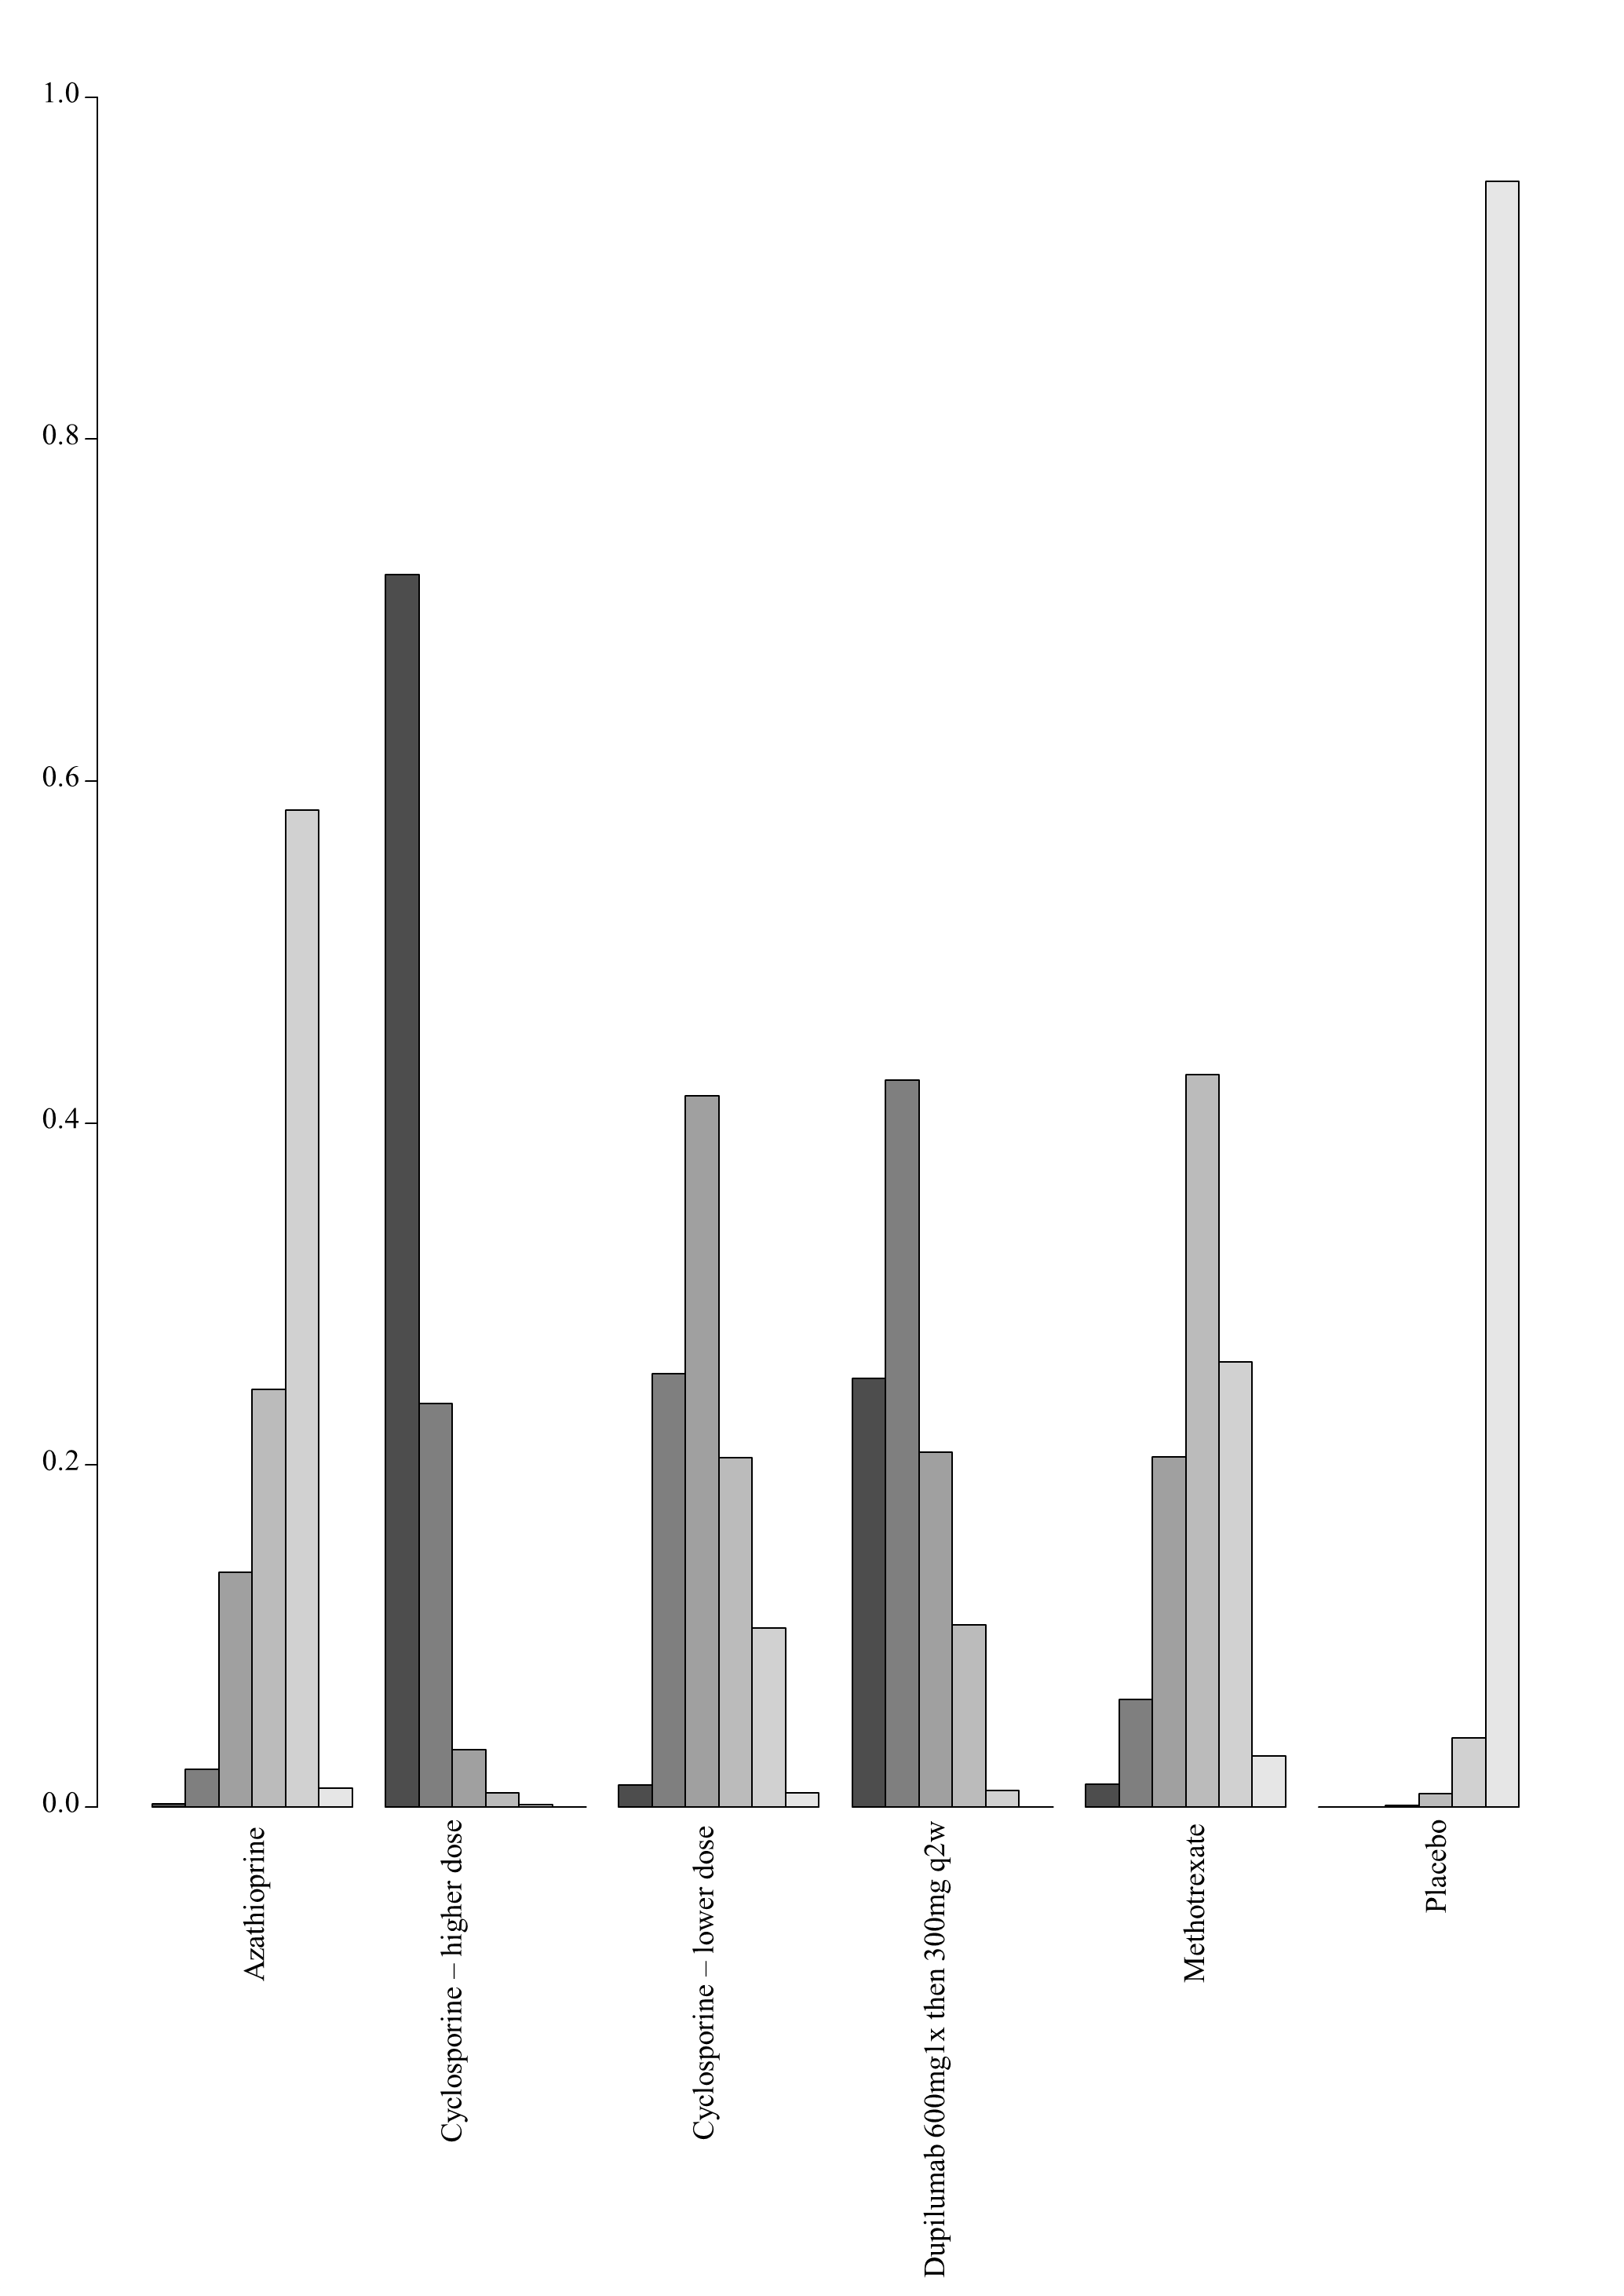 1.0
0.8
0.6
0.4
0.2
0.0
Azathioprine
Cyclosporine – higher dose
Cyclosporine – lower dose
Dupilumab 600mg1x then 300mg q2w
Methotrexate
Placebo